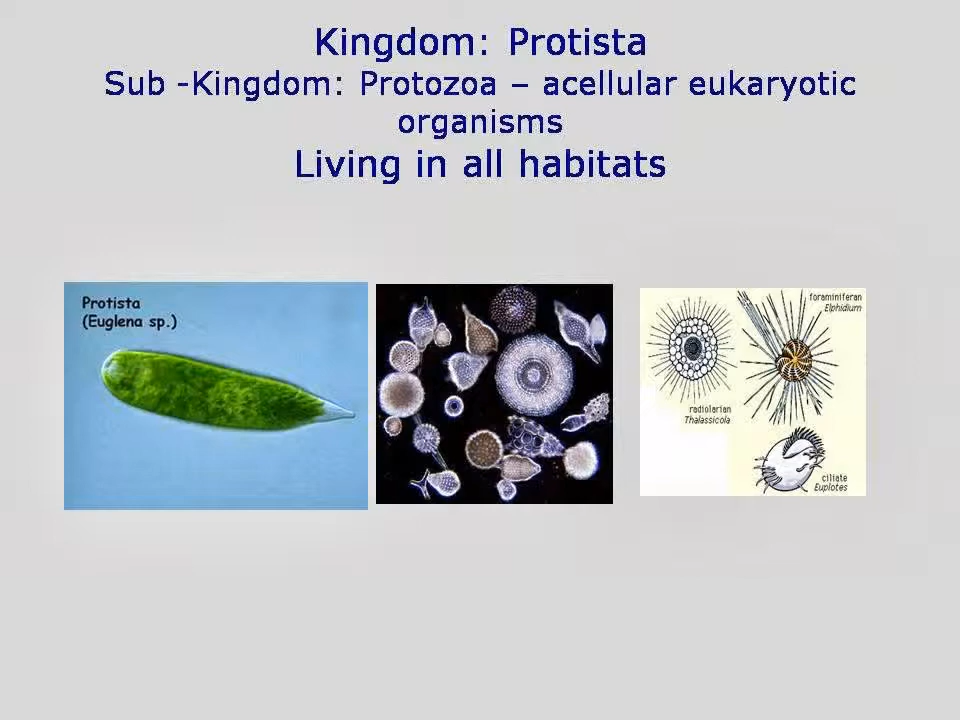 Kingdom: Protista
Sub -Kingdom: Protozoa – acellular eukaryotic
organisms
Living in all habitats
Protista
(Euglena sp.)
foraminiferan
Elphidium
radiolarian
Thalassicola
ciliate
Euplotes